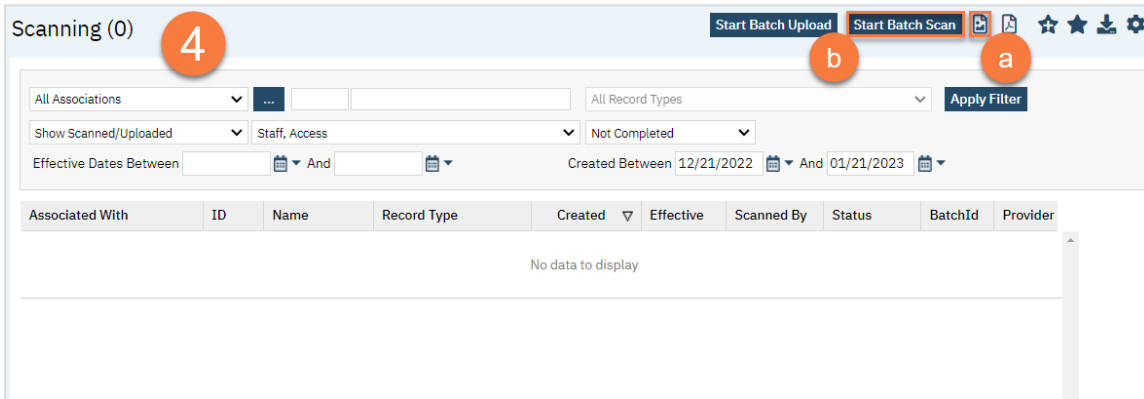 Scanning (0)
4
Start Batch Upload Start Batch Scan
b
a
All Associations ... All Record Types Apply Filter
Show Scanned/Uploaded Staff, Access Not Completed
Effective Dates Between And Created Between 12/21/2022 And 01/21/2023
Associated With ID Name Record Type Created Effective Scanned By Status BatchId Provider
No data to display